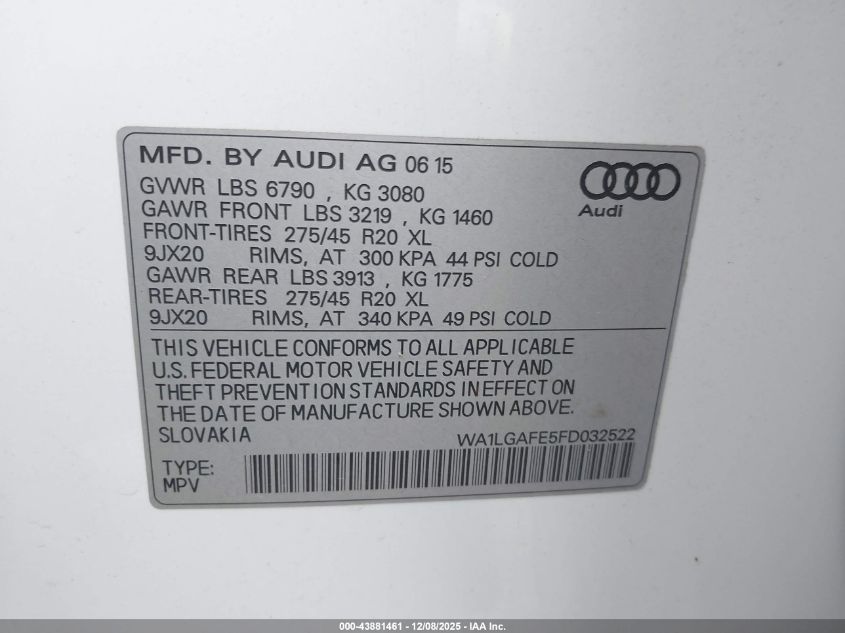 MFD. BY AUDI AG 06 15
GVWR LBS 6790 , KG 3080
GAWR FRONT LBS 3219 , KG 1460
FRONT-TIRES 275/45 R20 XL
9JX20 RIMS, AT 300 KPA 44 PSI COLD
GAWR REAR LBS 3913 , KG 1775
REAR-TIRES 275/45 R20 XL
9JX20 RIMS, AT 340 KPA 49 PSI COLD
Audi
THIS VEHICLE CONFORMS TO ALL APPLICABLE
U.S. FEDERAL MOTOR VEHICLE SAFETY AND
THEFT PREVENTION STANDARDS IN EFFECT ON
THE DATE OF MANUFACTURE SHOWN ABOVE.
SLOVAKIA WA1LGAFE5FD032522
TYPE:
MPV
000-43881461 - 12/08/2025 - IAA Inc.